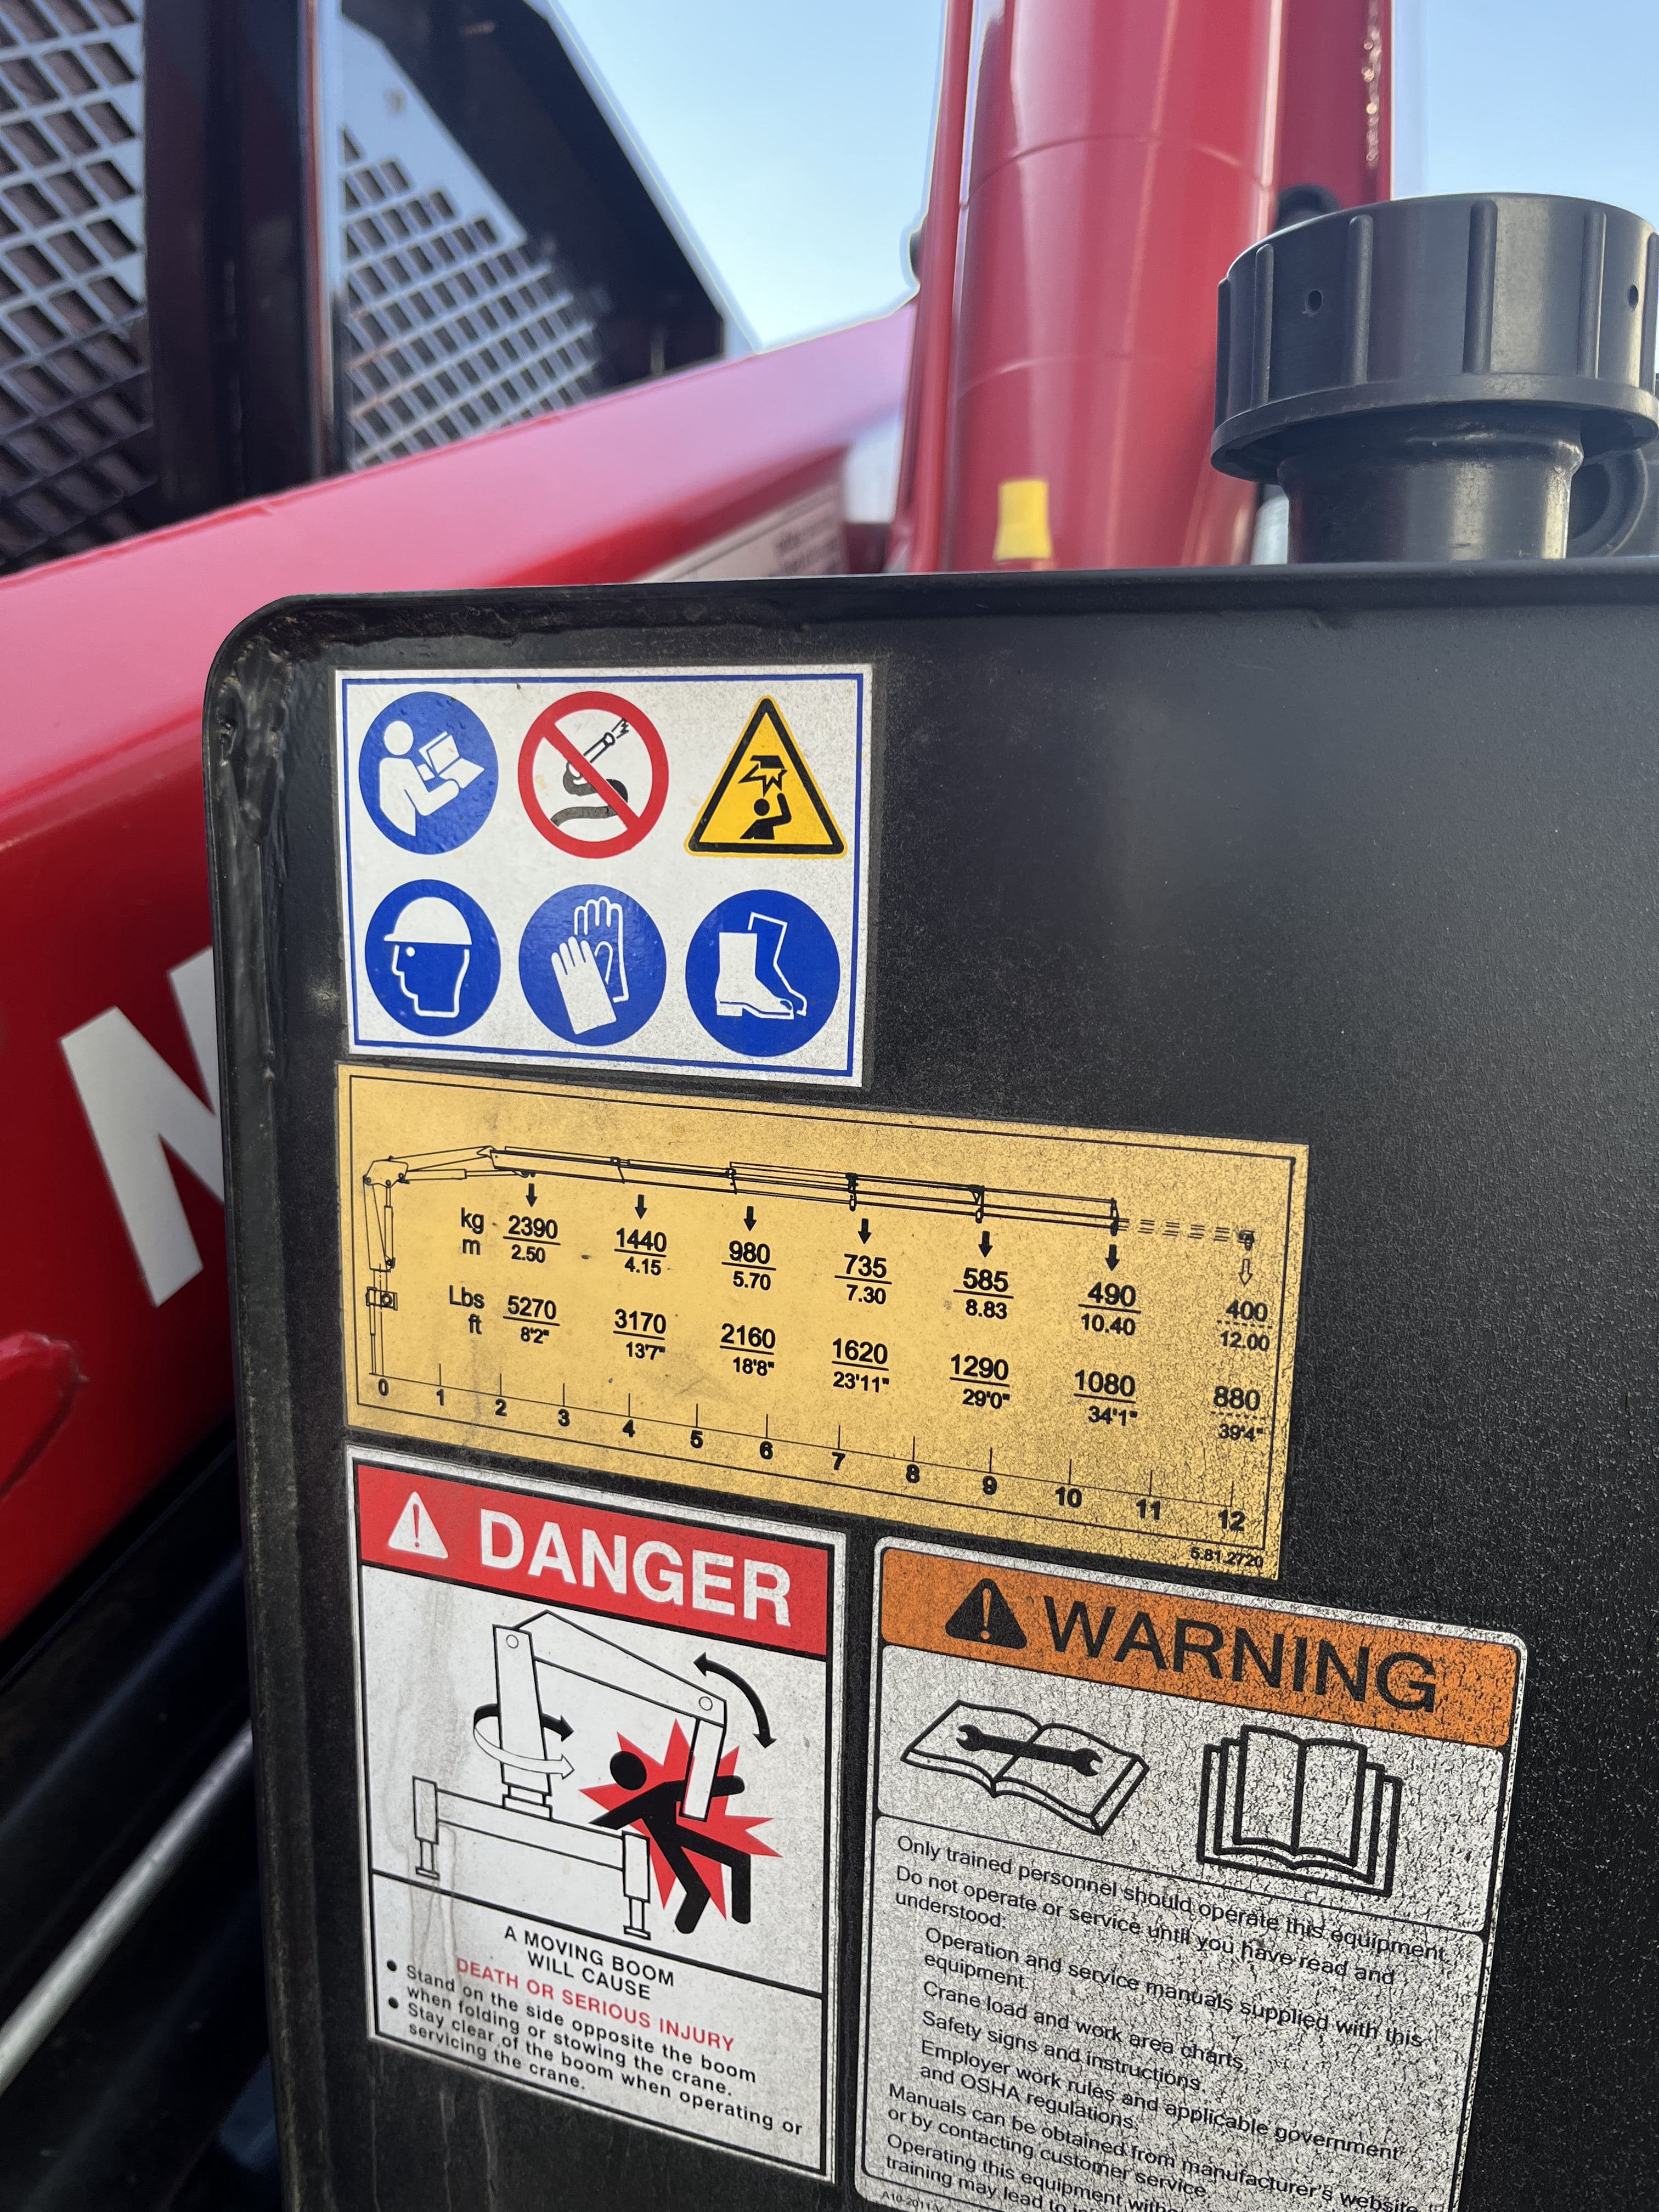 kg 2390 1440 980 735 585 490 400
m 2.50 4.15 5.70 7.30 8.83 10.40 12.00
Lbs 5270 3170 2160 1620 1290 1080 880
ft 8'2" 13'7" 18'8" 23'11" 29'0" 34'1" 39'4"
0 1 2 3 4 5 6 7 8 9 10 11 12
5.81.2720
DANGER
A MOVING BOOM
WILL CAUSE
DEATH OR SERIOUS INJURY
● Stand on the side opposite the boom
when folding or stowing the crane.
● Stay clear of the boom when operating or
servicing the crane.
WARNING
Only trained personnel should operate this equipment.
Do not operate or service until you have read and
understood:
Operation and service manuals supplied with this
equipment.
Crane load and work area charts.
Safety signs and instructions.
Employer work rules and applicable government
and OSHA regulations.
Manuals can be obtained from manufacturer's website
or by contacting customer service.
Operating this equipment
training may lead to